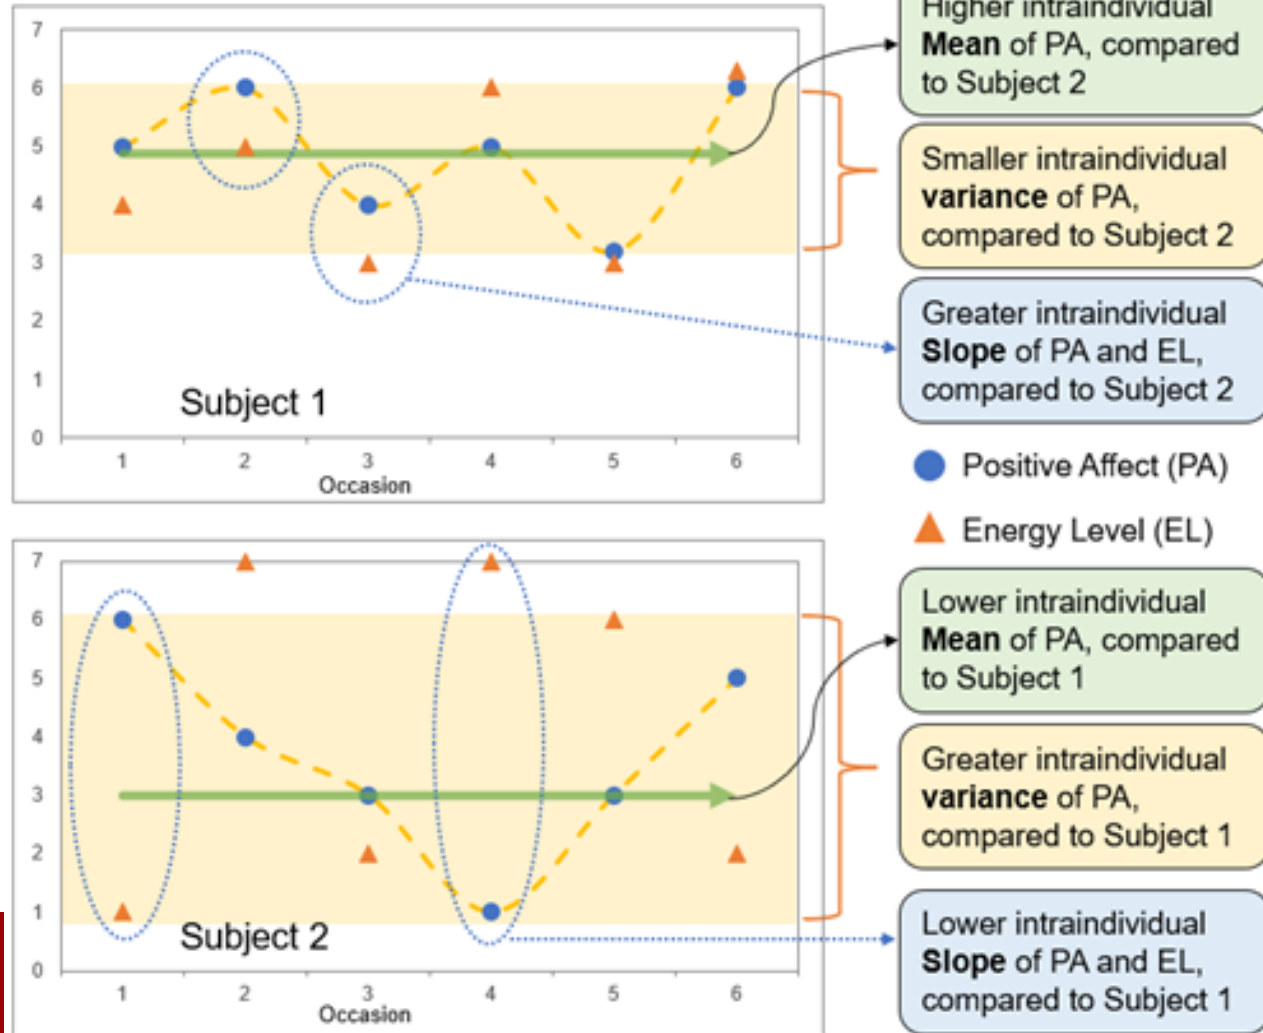 7
6
5
4
3
2
1
0
Subject 1
1 2 3 4 5 6
Occasion
Higher intraindividual
Mean of PA, compared
to Subject 2
Smaller intraindividual
variance of PA,
compared to Subject 2
Greater intraindividual
Slope of PA and EL,
compared to Subject 2
Positive Affect (PA)
Energy Level (EL)
7
6
5
4
3
2
1
0
Subject 2
1 2 3 4 5 6
Occasion
Lower intraindividual
Mean of PA, compared
to Subject 1
Greater intraindividual
variance of PA,
compared to Subject 1
Lower intraindividual
Slope of PA and EL,
compared to Subject 1